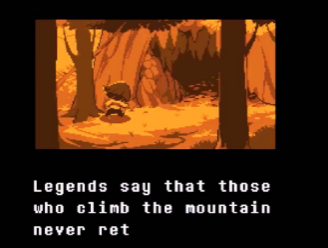 Legends say that those
who climb the mountain
never ret